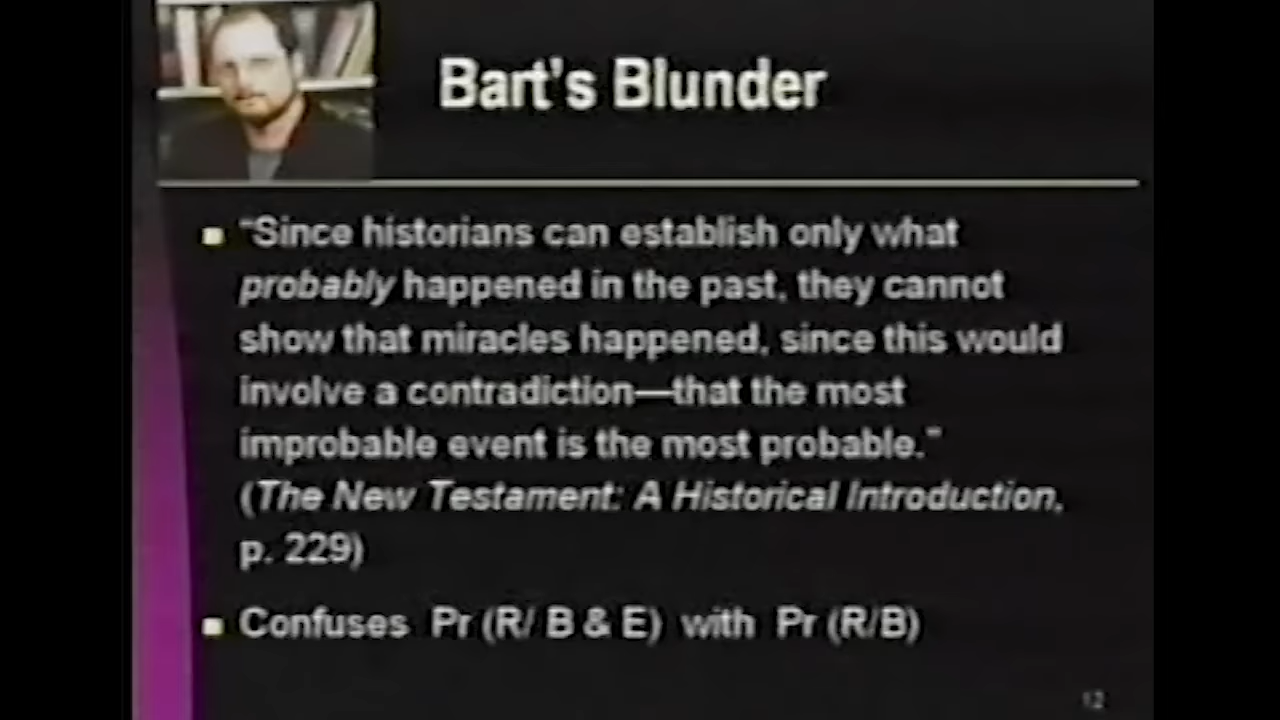 Bart's Blunder
"Since historians can establish only what
probably happened in the past, they cannot
show that miracles happened, since this would
involve a contradiction—that the most
improbable event is the most probable."
(The New Testament: A Historical Introduction,
p. 229)
Confuses Pr (R/ B & E) with Pr (R/B)
12